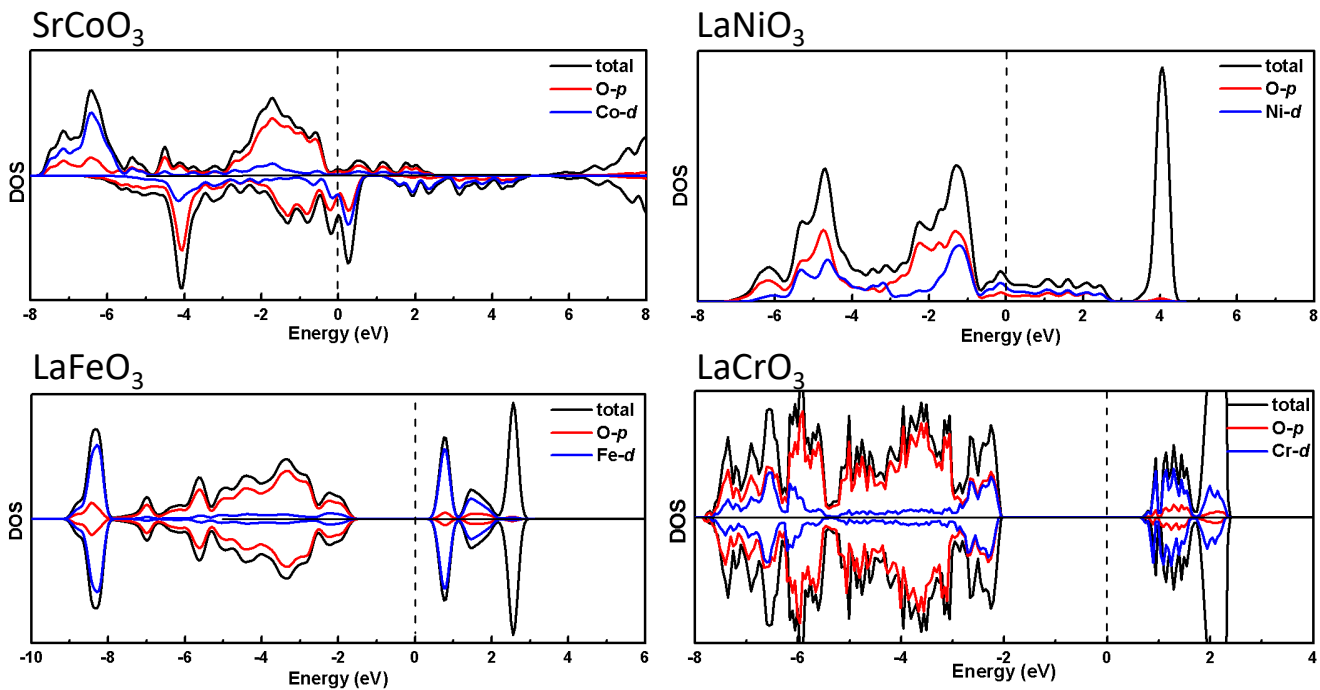 SrCoO₃
total
O-p
Co-d
DOS
-8 -6 -4 -2 0 2 4 6 8
Energy (eV)
LaNiO₃
total
O-p
Ni-d
DOS
-8 -6 -4 -2 0 2 4 6 8
Energy (eV)
LaFeO₃
total
O-p
Fe-d
DOS
-10 -8 -6 -4 -2 0 2 4 6
Energy (eV)
LaCrO₃
total
O-p
Cr-d
DOS
-8 -6 -4 -2 0 2 4
Energy (eV)